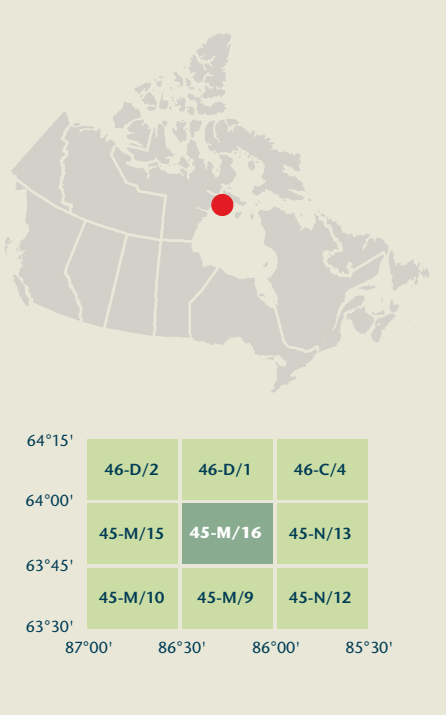 64°15'
46-D/2 46-D/1 46-C/4
64°00'
45-M/15 45-M/16 45-N/13
63°45'
45-M/10 45-M/9 45-N/12
63°30'
87°00' 86°30' 86°00' 85°30'